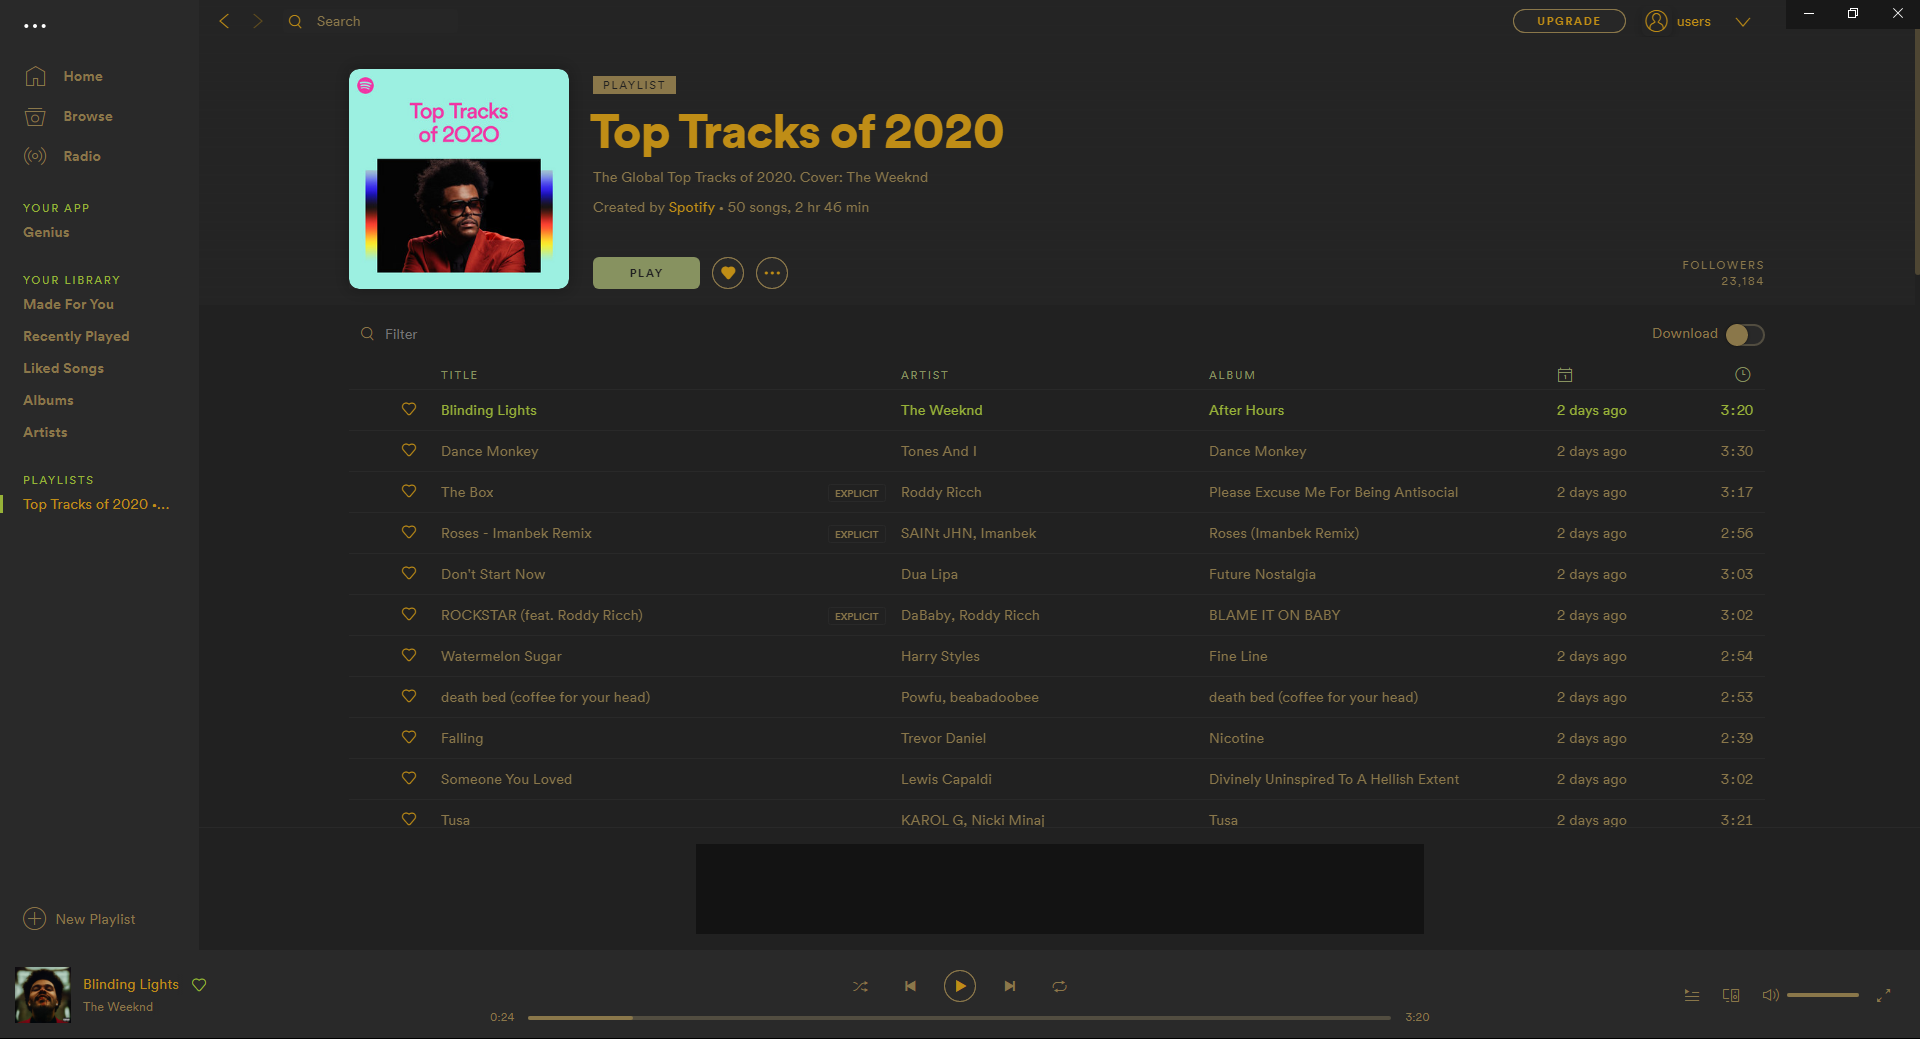 Search
UPGRADE
users
Home
Browse
Radio
YOUR APP
Genius
YOUR LIBRARY
Made For You
Recently Played
Liked Songs
Albums
Artists
PLAYLISTS
Top Tracks of 2020 •...
New Playlist
Top Tracks
of 2020
PLAYLIST
Top Tracks of 2020
The Global Top Tracks of 2020. Cover: The Weeknd
Created by Spotify • 50 songs, 2 hr 46 min
PLAY
FOLLOWERS
23,184
Filter
Download
TITLE ARTIST ALBUM
Blinding Lights The Weeknd After Hours 2 days ago 3:20
Dance Monkey Tones And I Dance Monkey 2 days ago 3:30
The Box EXPLICIT Roddy Ricch Please Excuse Me For Being Antisocial 2 days ago 3:17
Roses - Imanbek Remix EXPLICIT SAINt JHN, Imanbek Roses (Imanbek Remix) 2 days ago 2:56
Don't Start Now Dua Lipa Future Nostalgia 2 days ago 3:03
ROCKSTAR (feat. Roddy Ricch) EXPLICIT DaBaby, Roddy Ricch BLAME IT ON BABY 2 days ago 3:02
Watermelon Sugar Harry Styles Fine Line 2 days ago 2:54
death bed (coffee for your head) Powfu, beabadoobee death bed (coffee for your head) 2 days ago 2:53
Falling Trevor Daniel Nicotine 2 days ago 2:39
Someone You Loved Lewis Capaldi Divinely Uninspired To A Hellish Extent 2 days ago 3:02
Tusa KAROL G, Nicki Minaj Tusa 2 days ago 3:21
Blinding Lights
The Weeknd
0:24 3:20